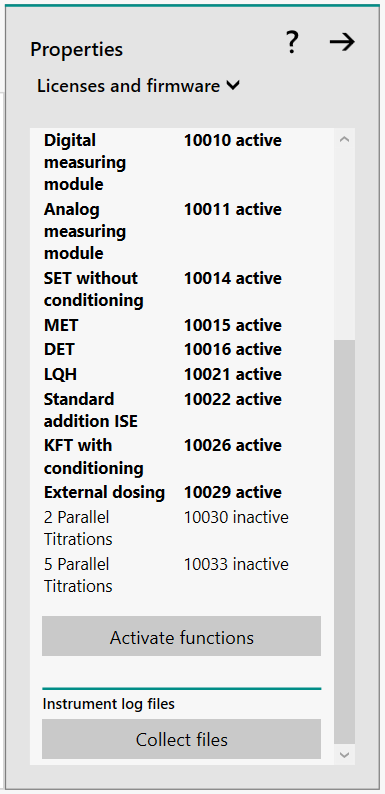 Properties ?
Licenses and firmware
Digital 10010 active
measuring
module
Analog 10011 active
measuring
module
SET without 10014 active
conditioning
MET 10015 active
DET 10016 active
LQH 10021 active
Standard 10022 active
addition ISE
KFT with 10026 active
conditioning
External dosing 10029 active
2 Parallel 10030 inactive
Titrations
5 Parallel 10033 inactive
Titrations
Activate functions
Instrument log files
Collect files